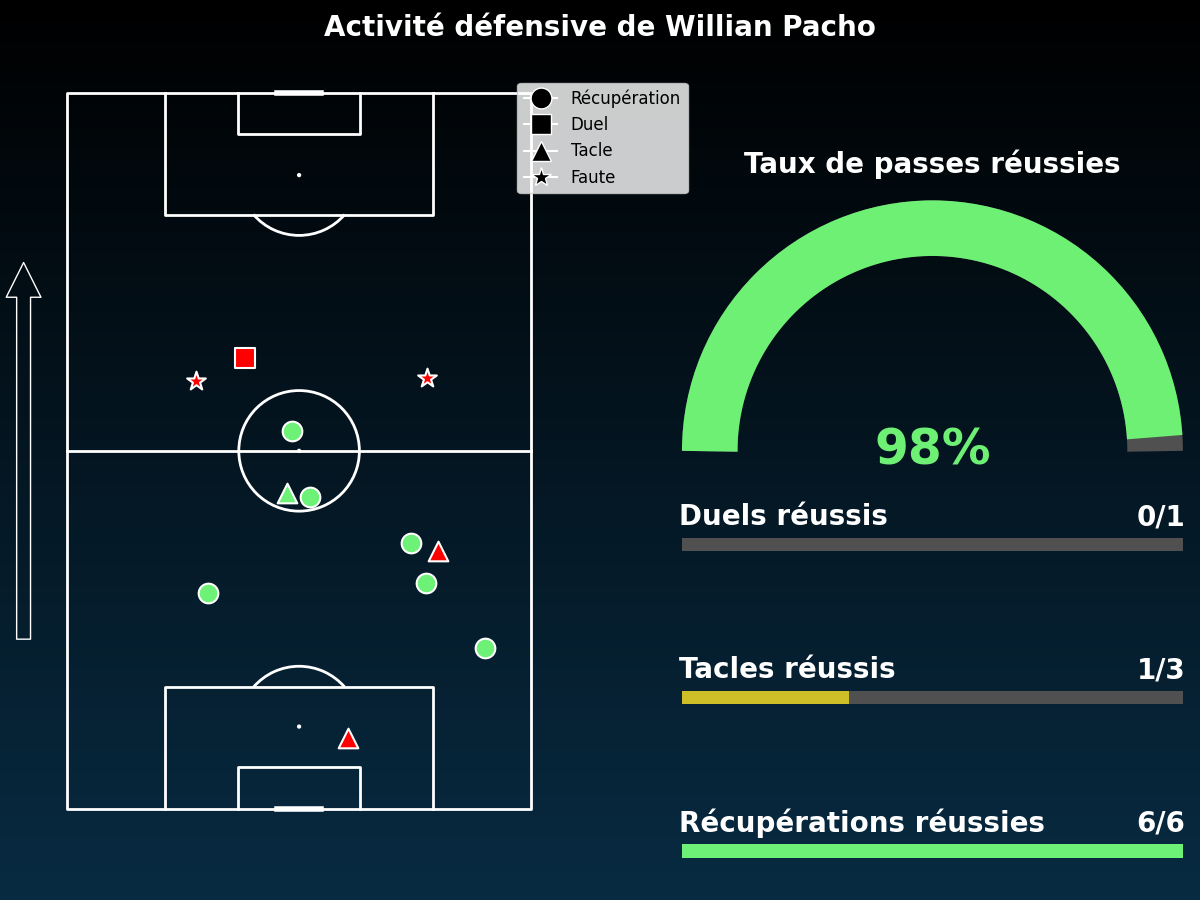 Activité défensive de Willian Pacho
Récupération
Duel
Tacle
Faute
Taux de passes réussies
98%
Duels réussis 0/1
Tacles réussis 1/3
Récupérations réussies 6/6